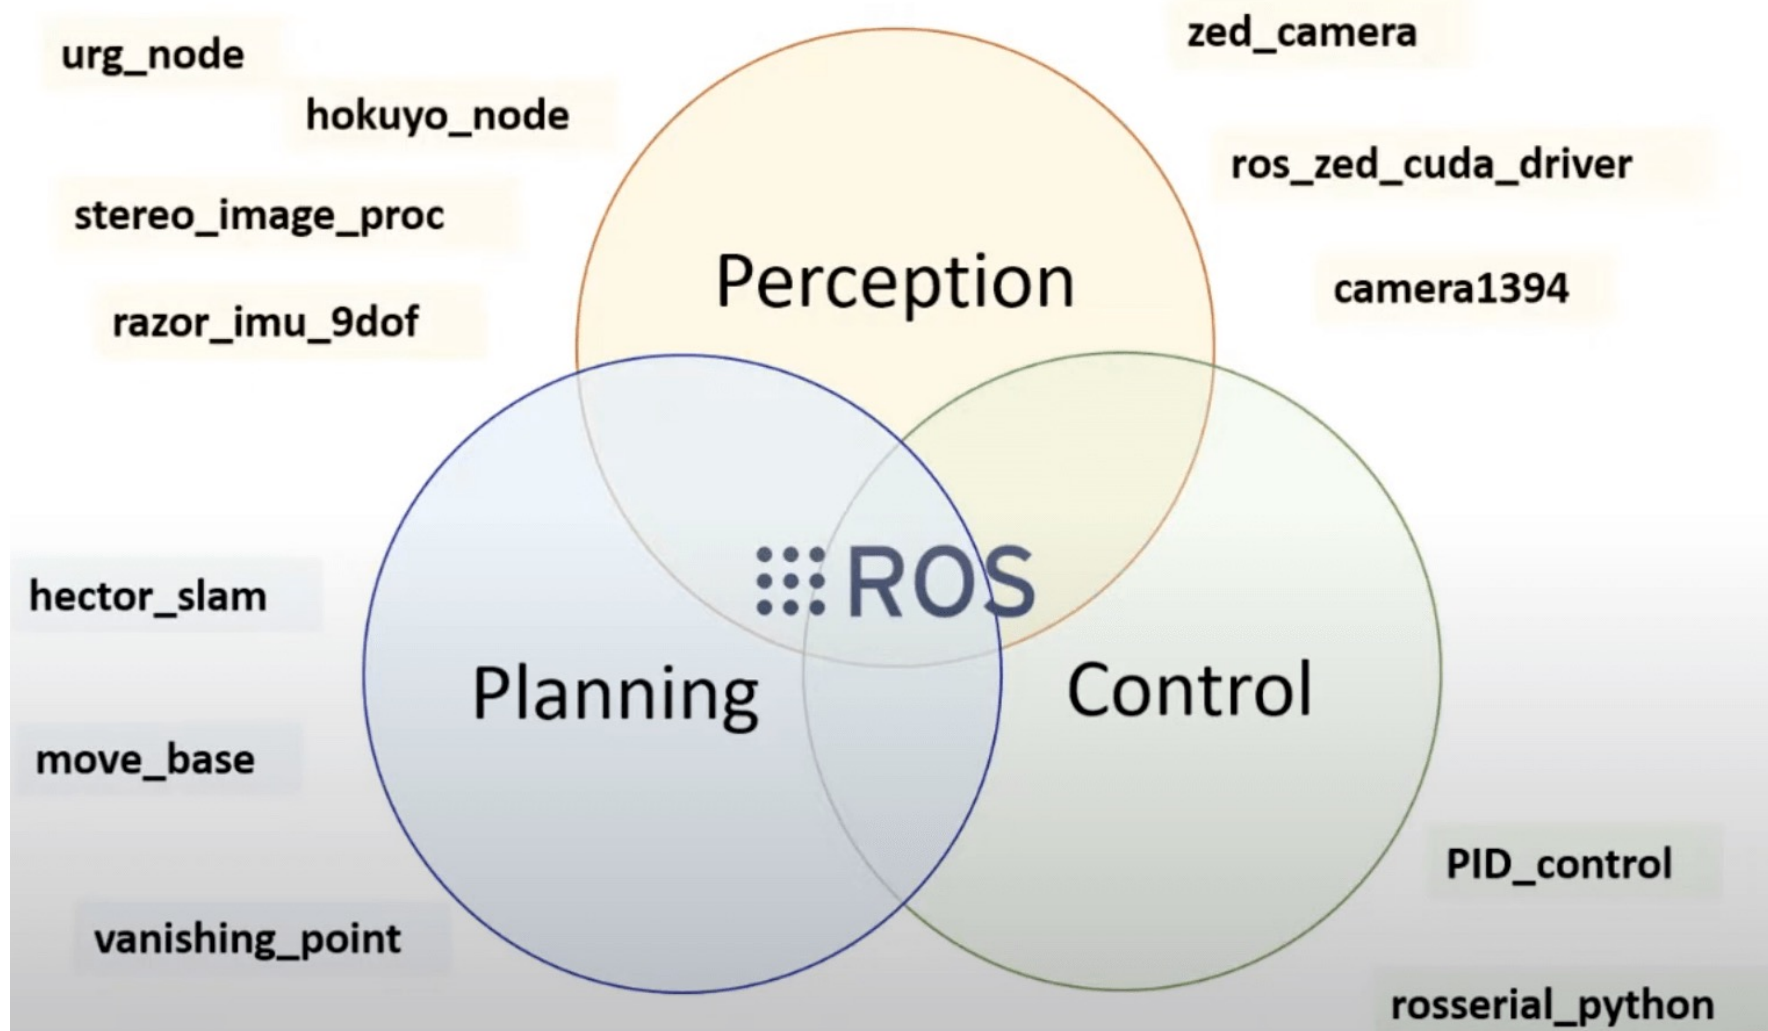 urg_node
zed_camera
hokuyo_node
ros_zed_cuda_driver
stereo_image_proc
Perception
camera1394
razor_imu_9dof
ROS
hector_slam
Planning
Control
move_base
PID_control
vanishing_point
rosserial_python